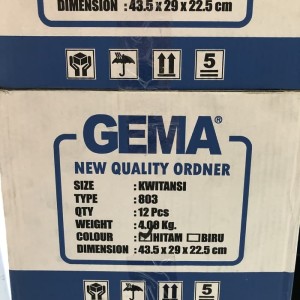 DIMENSION : 43.5 x 29 x 22.5 cm
5
GEMA®
NEW QUALITY ORDNER
SIZE : KWITANSI
TYPE : 803
QTY : 12 Pcs
WEIGHT : 4.00 Kg.
COLOUR : HITAM BIRU
DIMENSION : 43.5 x 29 x 22.5 cm
5